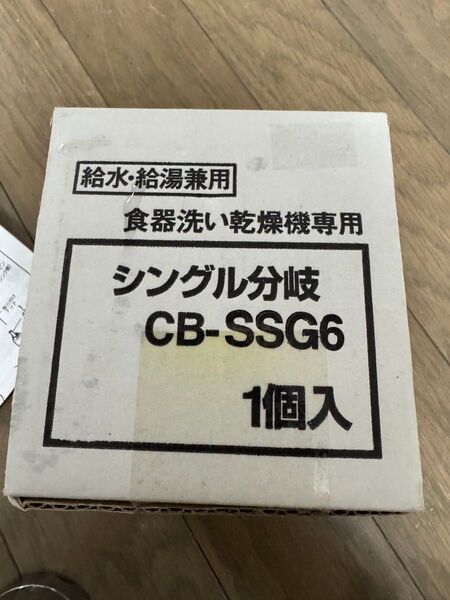 給水・給湯兼用
食器洗い乾燥機専用
シングル分岐
CB-SSG6
1個入